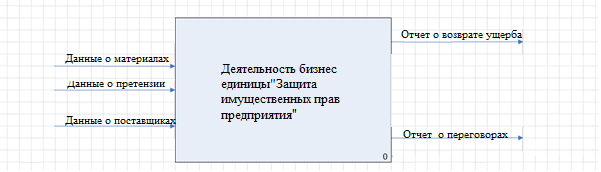 Отчет о возврате ущерба
Данные о материалах
Деятельность бизнес
единицы"Защита
имущественных прав
предприятия"
Данные о претензии
Данные о поставщиках
Отчет о переговорах
0